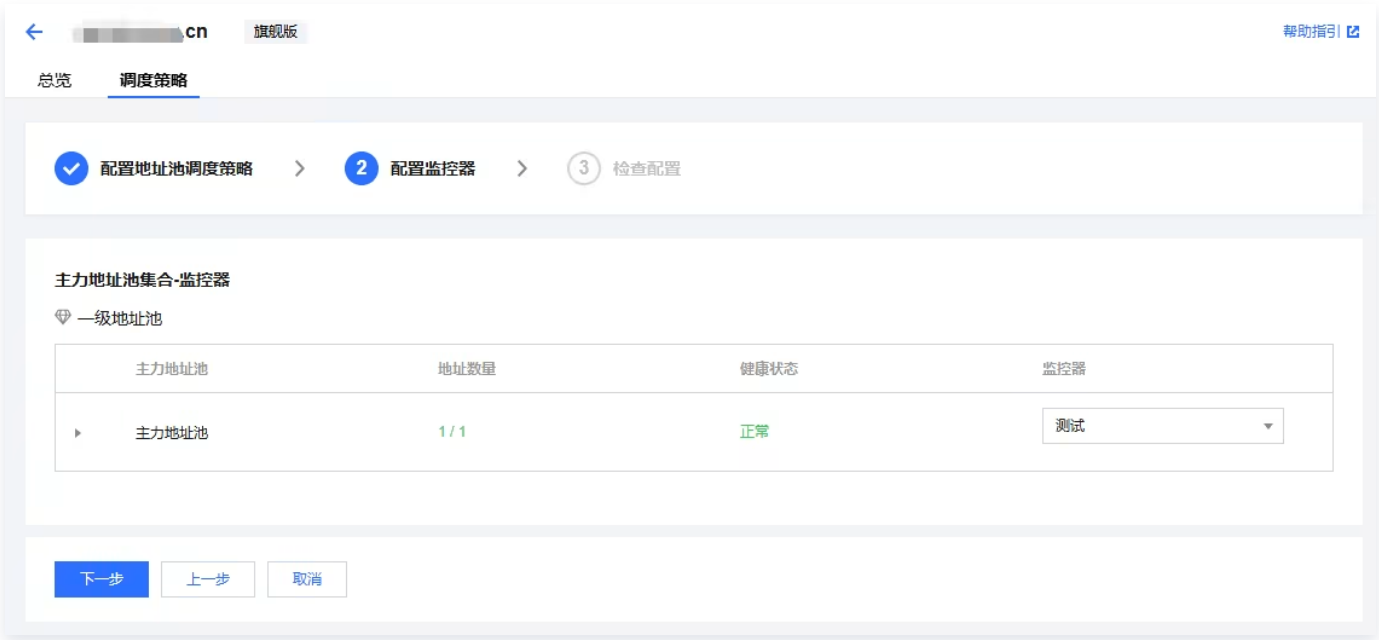 .cn 旗舰版 帮助指引
总览 调度策略
配置地址池调度策略 2 配置监控器 3 检查配置
主力地址池集合-监控器
一级地址池
主力地址池 地址数量 健康状态 监控器
主力地址池 1 / 1 正常 测试
下一步 上一步 取消